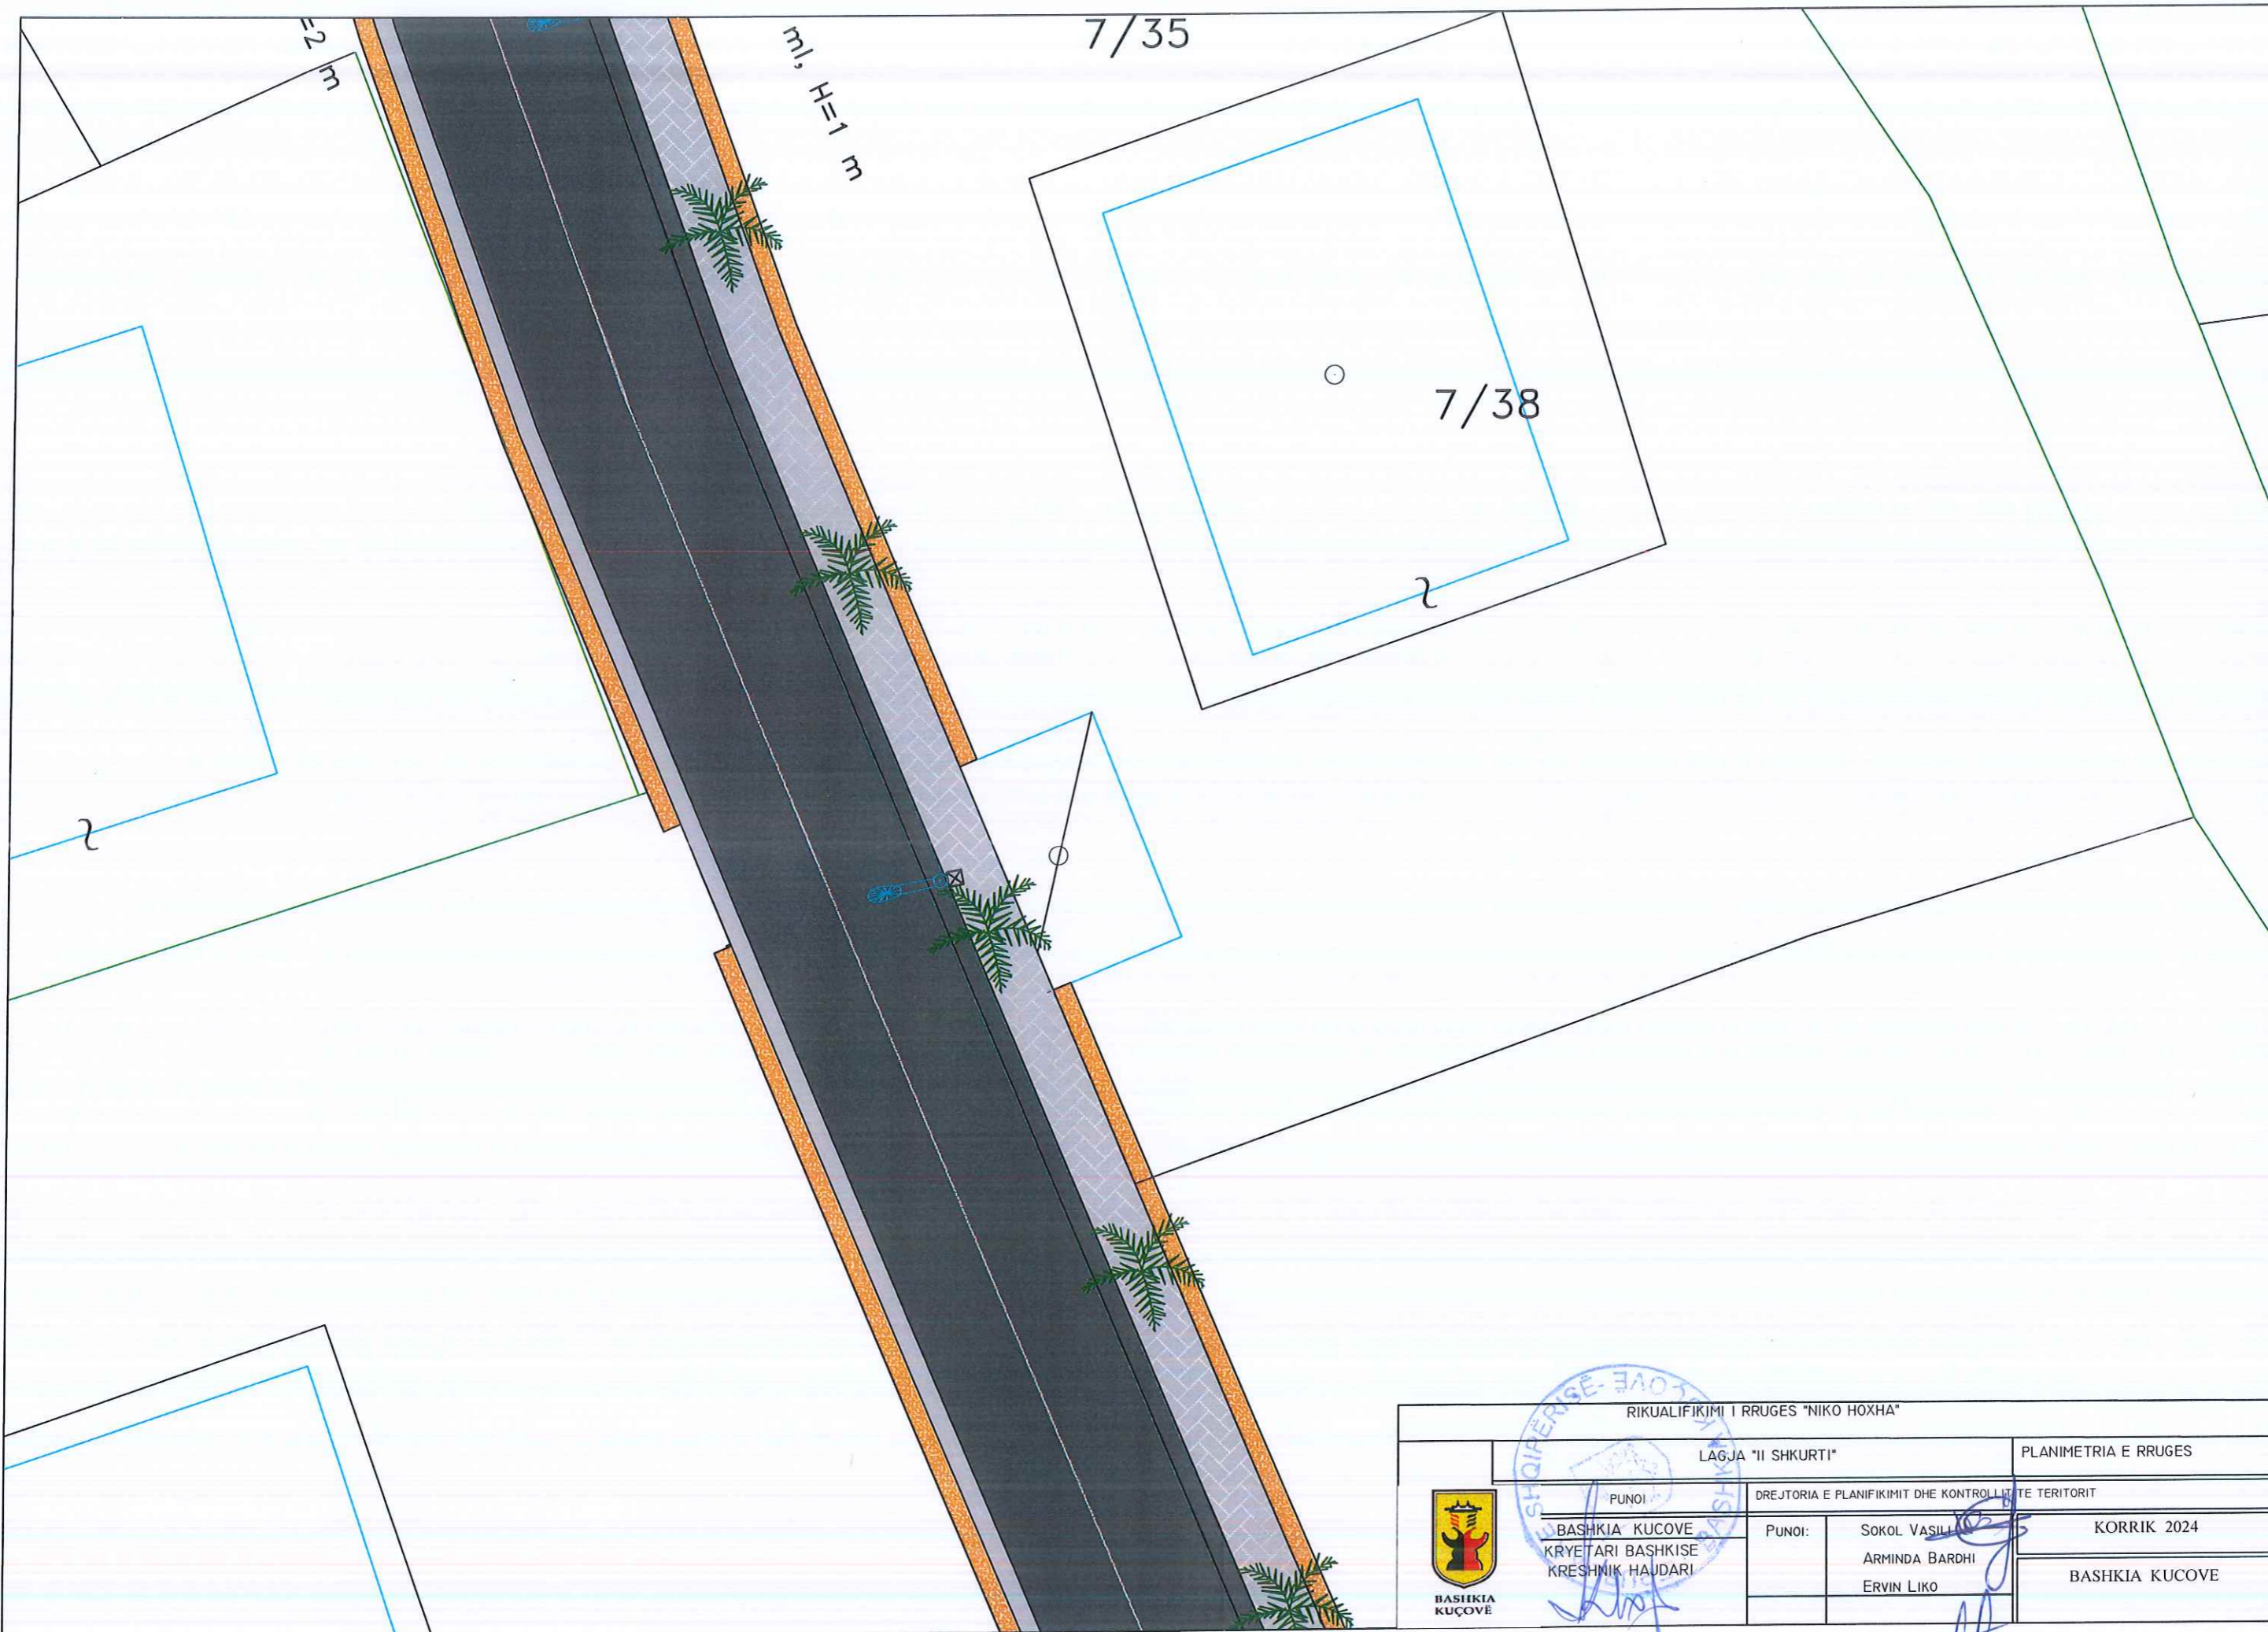 =2 m
ml, H=1 m
7/35
7/38
RIKUALIFIKIMI I RRUGES "NIKO HOXHA"
LAGJA "II SHKURTI"
PLANIMETRIA E RRUGES
PUNOI
DREJTORIA E PLANIFIKIMIT DHE KONTROLLIT TE TERITORIT
BASHKIA KUCOVE
KRYETARI BASHKISE
KRESHNIK HAJDARI
PUNOI:
SOKOL VASILI
ARMINDA BARDHI
ERVIN LIKO
KORRIK 2024
BASHKIA KUCOVE
BASHKIA
KUÇOVË